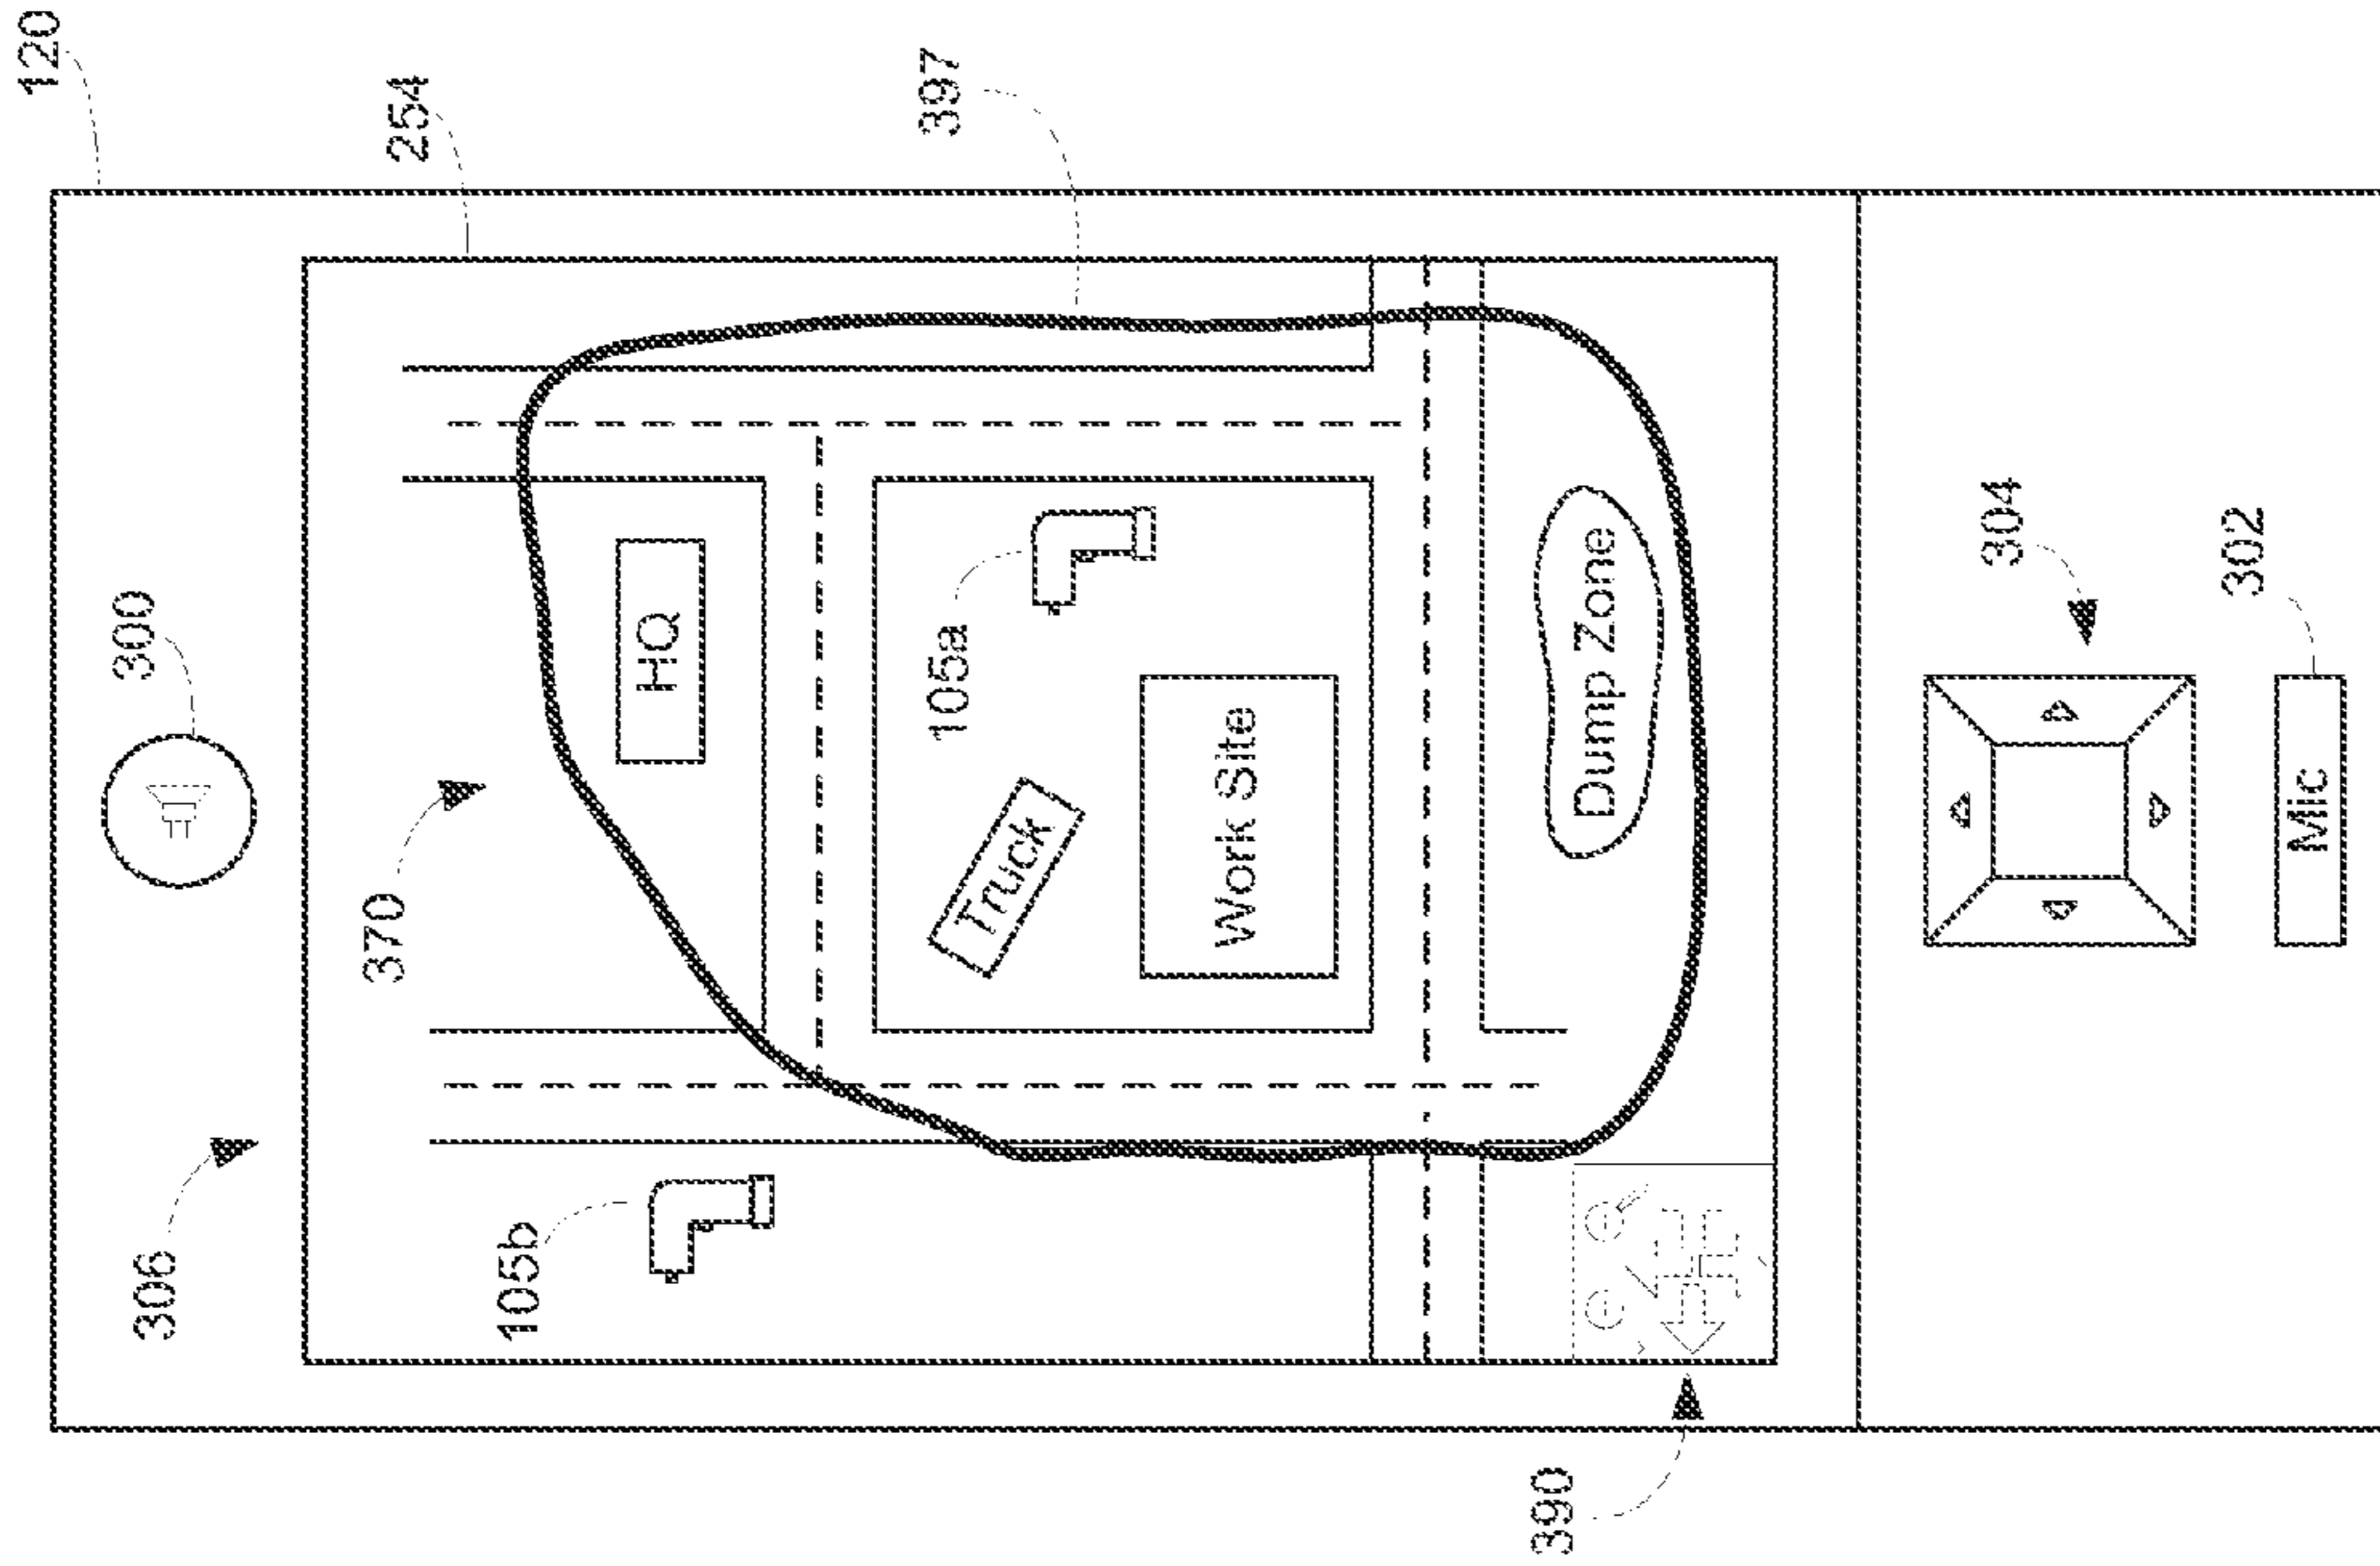 120
254
397
300
370
306
HQ
105a
105b
Truck
Work Site
Dump Zone
390
304
302
Mic